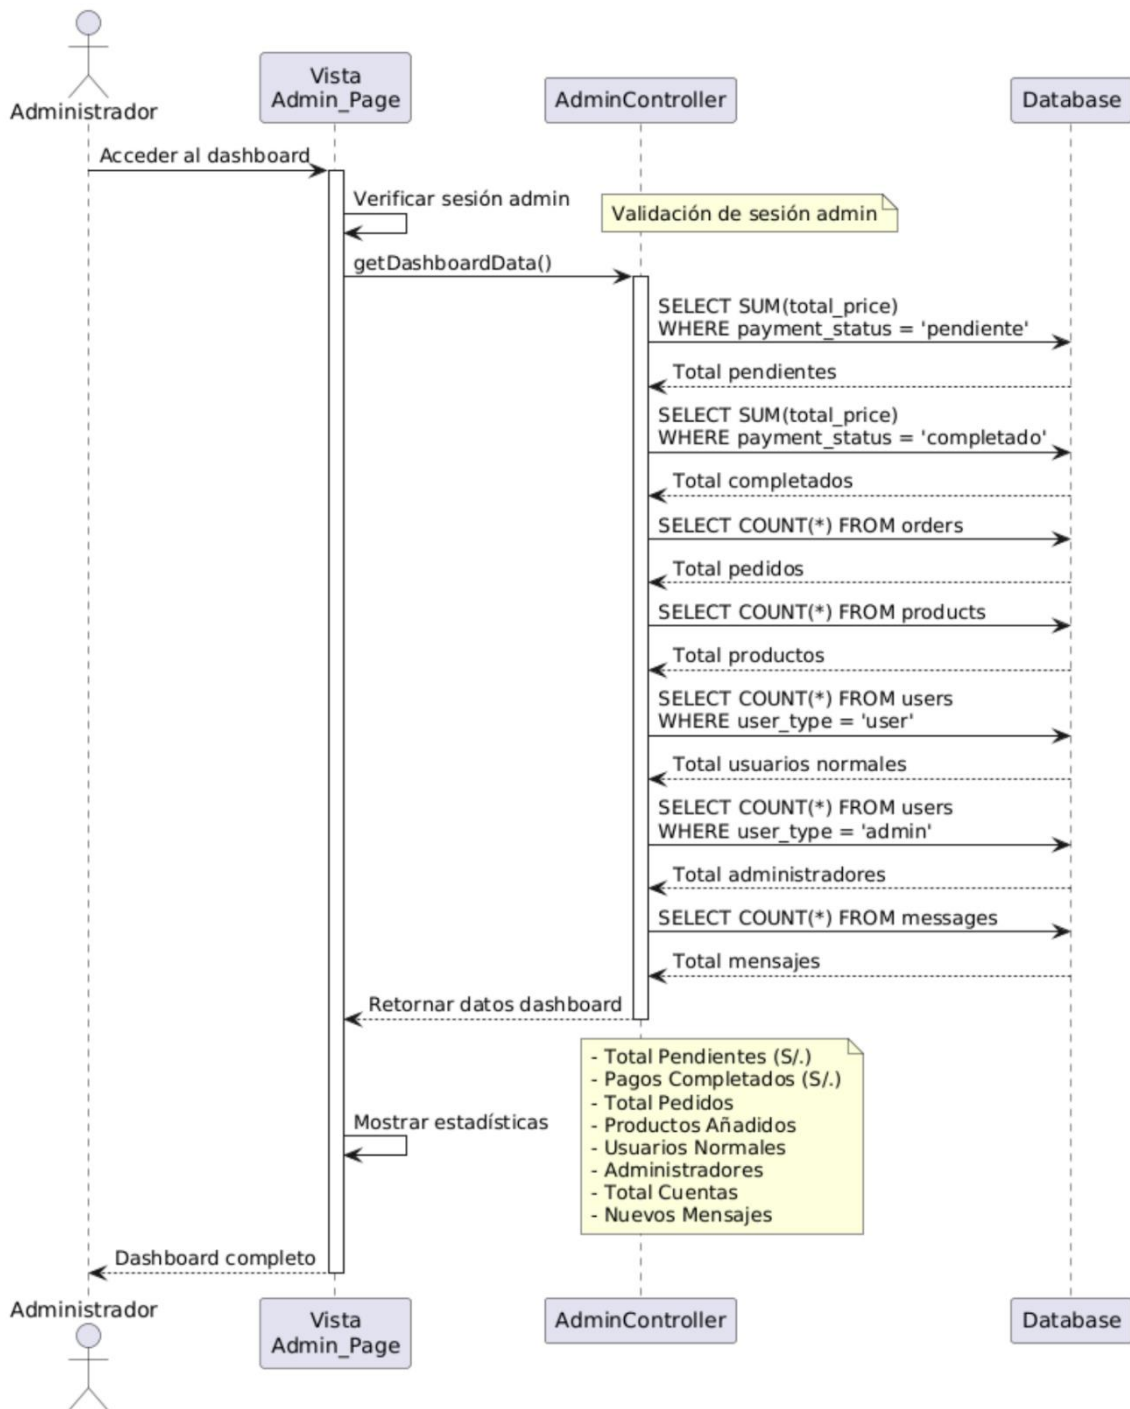 Administrador
Vista
Admin_Page
AdminController
Database
Acceder al dashboard
Verificar sesión admin
Validación de sesión admin
getDashboardData()
SELECT SUM(total_price)
WHERE payment_status = 'pendiente'
Total pendientes
SELECT SUM(total_price)
WHERE payment_status = 'completado'
Total completados
SELECT COUNT(*) FROM orders
Total pedidos
SELECT COUNT(*) FROM products
Total productos
SELECT COUNT(*) FROM users
WHERE user_type = 'user'
Total usuarios normales
SELECT COUNT(*) FROM users
WHERE user_type = 'admin'
Total administradores
SELECT COUNT(*) FROM messages
Total mensajes
Retornar datos dashboard
- Total Pendientes (S/.)
- Pagos Completados (S/.)
- Total Pedidos
- Productos Añadidos
- Usuarios Normales
- Administradores
- Total Cuentas
- Nuevos Mensajes
Mostrar estadísticas
Dashboard completo
Administrador
Vista
Admin_Page
AdminController
Database